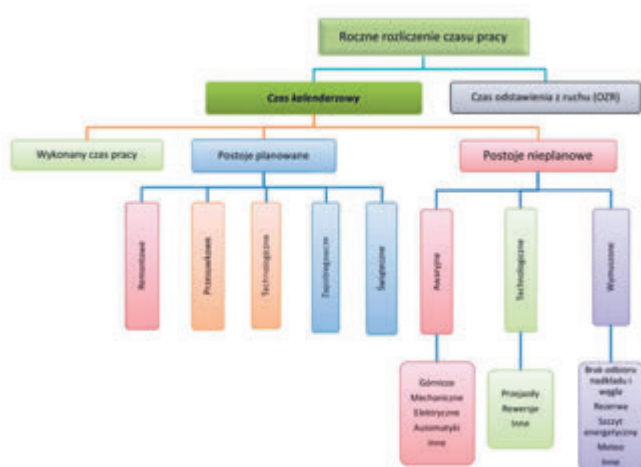 Roczne rozliczenie czasu pracy
Czas kalendarzowy
Czas odstawienia z ruchu (OZR)
Wykonany czas pracy
Postoje planowane
Postoje nieplanowe
Remontowe
Przesuwkowe
Technologiczne
Zapobiegawcze
Świąteczne
Awaryjne
Technologiczne
Wymuszone
Górnicze
Mechaniczne
Elektryczne
Automatyki
Inne
Przejazdy
Rewersje
Inne
Brak odbioru
nadkładu i
węgla
Rezerwa
Szczyt
energetyczny
Meteo
Inne